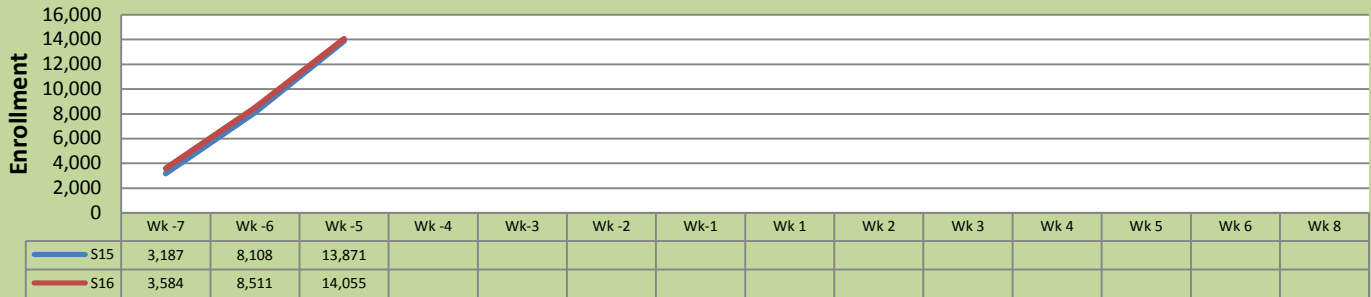 Enrollment
16,000
14,000
12,000
10,000
8,000
6,000
4,000
2,000
0
Wk -7 Wk -6 Wk -5 Wk -4 Wk-3 Wk -2 Wk-1 Wk 1 Wk 2 Wk 3 Wk 4 Wk 5 Wk 6 Wk 8
S15 3,187 8,108 13,871
S16 3,584 8,511 14,055